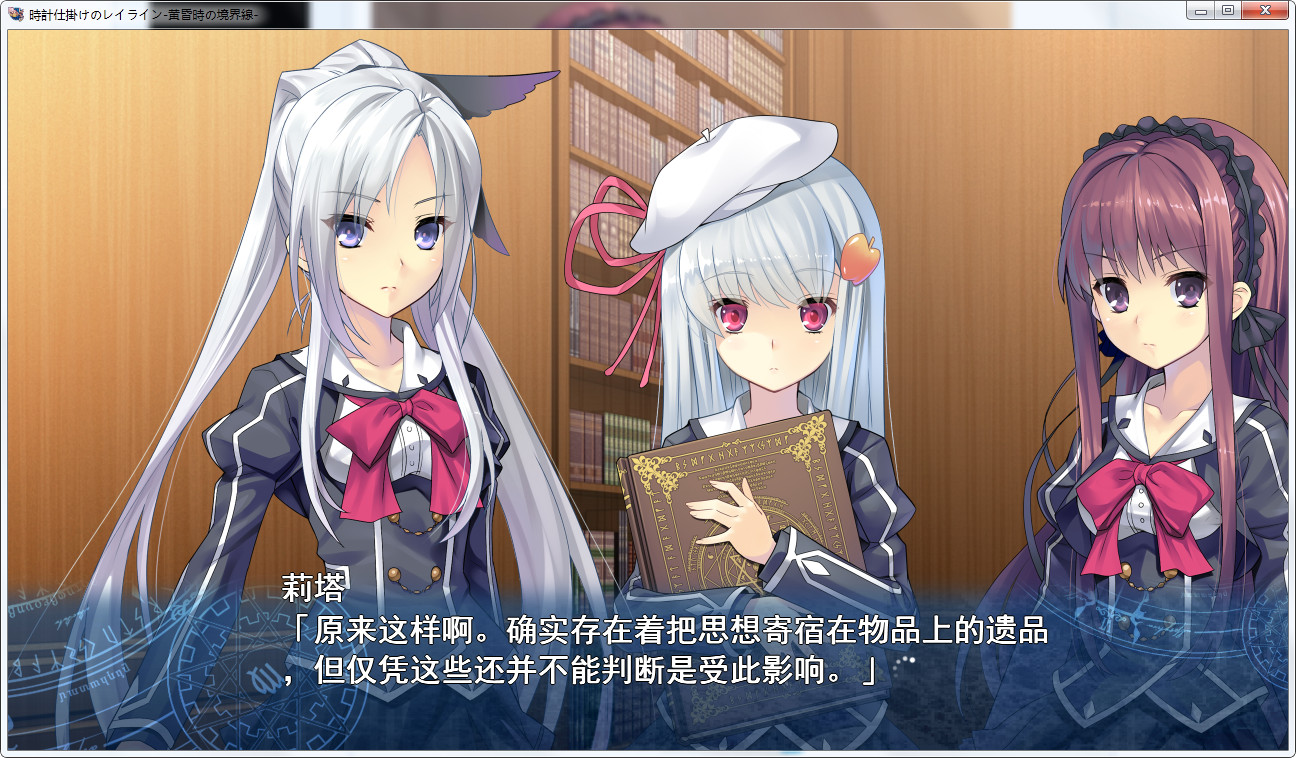 時計仕掛けのレイライン-黄昏時の境界線-
莉塔
「原来这样啊。确实存在着把思想寄宿在物品上的遗品
，但仅凭这些还并不能判断是受此影响。」